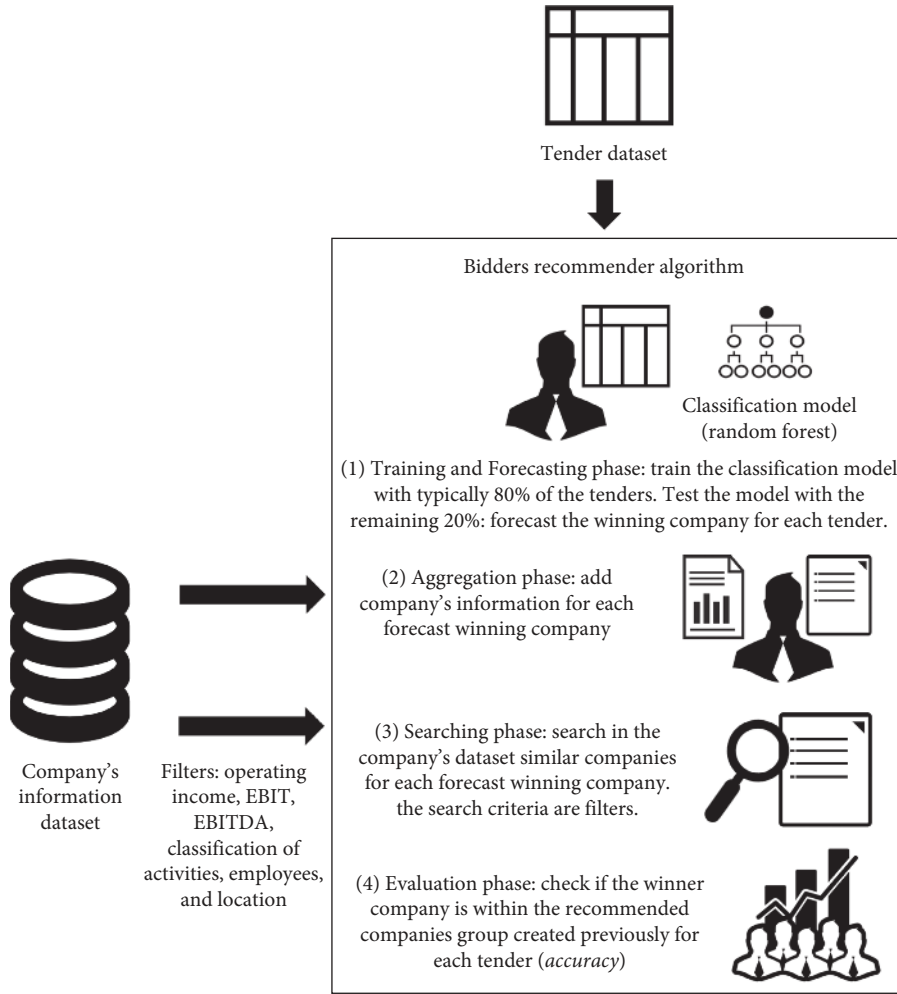 Tender dataset
Bidders recommender algorithm
Classification model
(random forest)
(1) Training and Forecasting phase: train the classification model
with typically 80% of the tenders. Test the model with the
remaining 20%: forecast the winning company for each tender.
(2) Aggregation phase: add
company's information for each
forecast winning company
(3) Searching phase: search in the
company's dataset similar companies
for each forecast winning company.
the search criteria are filters.
(4) Evaluation phase: check if the winner
company is within the recommended
companies group created previously for
each tender (accuracy)
Company's
information
dataset
Filters: operating
income, EBIT,
EBITDA,
classification of
activities, employees,
and location